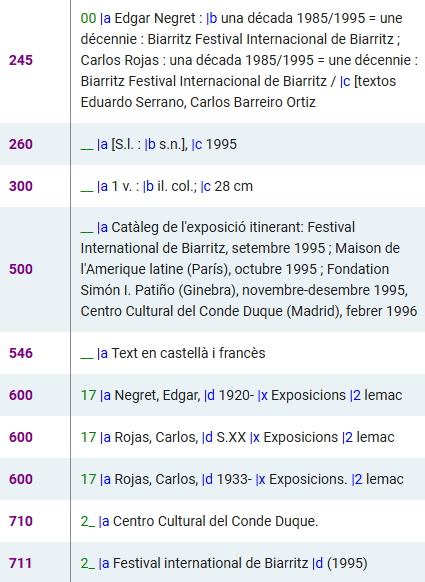 00 |a Edgar Negret : |b una década 1985/1995 = une
décennie : Biarritz Festival Internacional de Biarritz ;
245 Carlos Rojas : una década 1985/1995 = une décennie :
Biarritz Festival Internacional de Biarritz / |c [textos
Eduardo Serrano, Carlos Barreiro Ortiz
260 __ |a [S.l. : |b s.n.], |c 1995
300 __ |a 1 v. : |b il. col.; |c 28 cm
__ |a Catàleg de l'exposició itinerant: Festival
International de Biarritz, setembre 1995 ; Maison de
500 l'Amerique latine (París), octubre 1995 ; Fondation
Simón I. Patiño (Ginebra), novembre-desembre 1995,
Centro Cultural del Conde Duque (Madrid), febrer 1996
546 __ |a Text en castellà i francès
600 17 |a Negret, Edgar, |d 1920- |x Exposicions |2 lemac
600 17 |a Rojas, Carlos, |d S.XX |x Exposicions |2 lemac
600 17 |a Rojas, Carlos, |d 1933- |x Exposicions. |2 lemac
710 2_ |a Centro Cultural del Conde Duque.
711 2_ |a Festival international de Biarritz |d (1995)